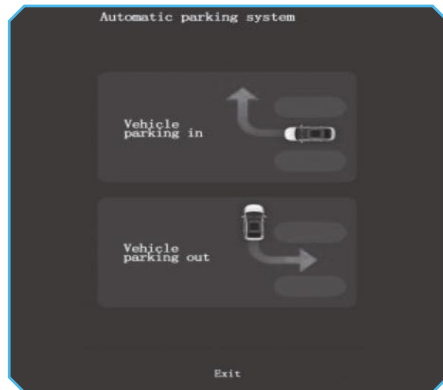 Automatic parking system
Vehicle
parking in
Vehicle
parking out
Exit